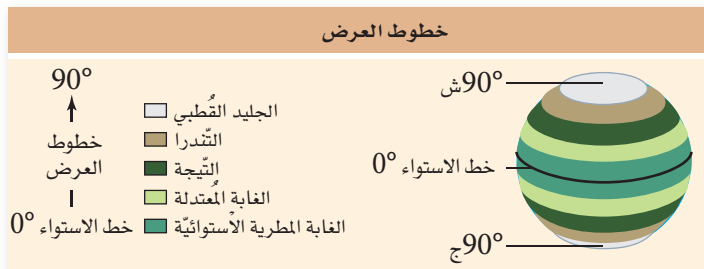 خطوط العرض
90°ش
خط الاستواء 0°
90°ج
الجليد القُطبي
التّندرا
التّيجة
الغابة المُعتدلة
الغابة المطرية الأستوائيّة
90°
خطوط
العرض
خط الاستواء 0°